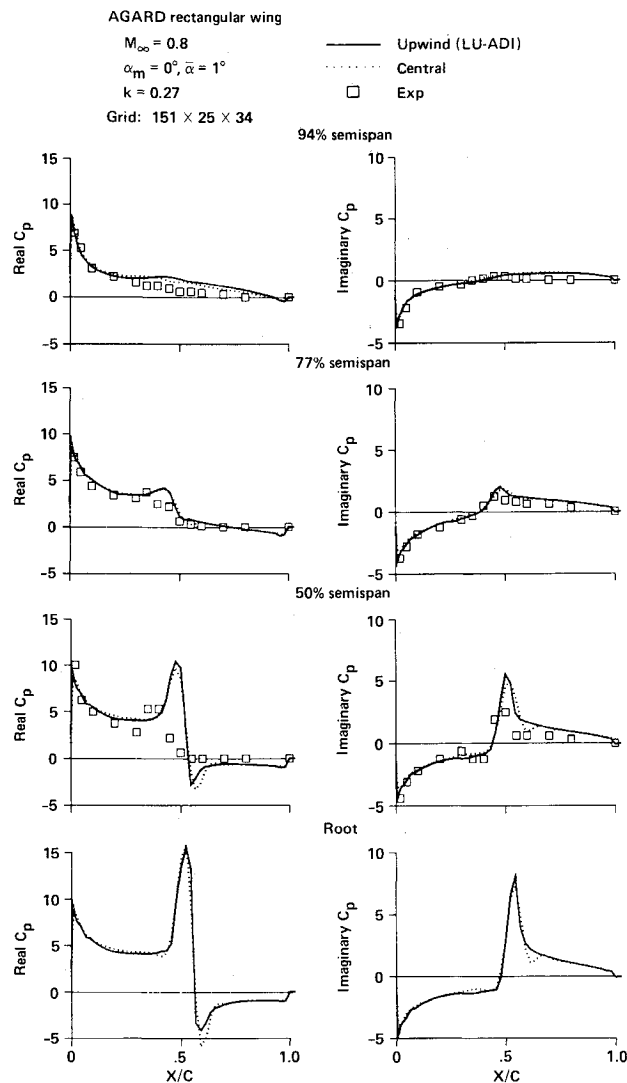 AGARD rectangular wing
M∞ = 0.8
αm = 0°, ᾱ = 1°
k = 0.27
Grid: 151 × 25 × 34
Upwind (LU-ADI)
Central
Exp
94% semispan
15
10
5
0
−5
Real Cp
10
5
0
−5
Imaginary Cp
77% semispan
15
10
5
0
−5
Real Cp
10
5
0
−5
Imaginary Cp
50% semispan
15
10
5
0
−5
Real Cp
10
5
0
−5
Imaginary Cp
Root
15
10
5
0
−5
Real Cp
0 .5 1.0
X/C
10
5
0
−5
Imaginary Cp
0 .5 1.0
X/C